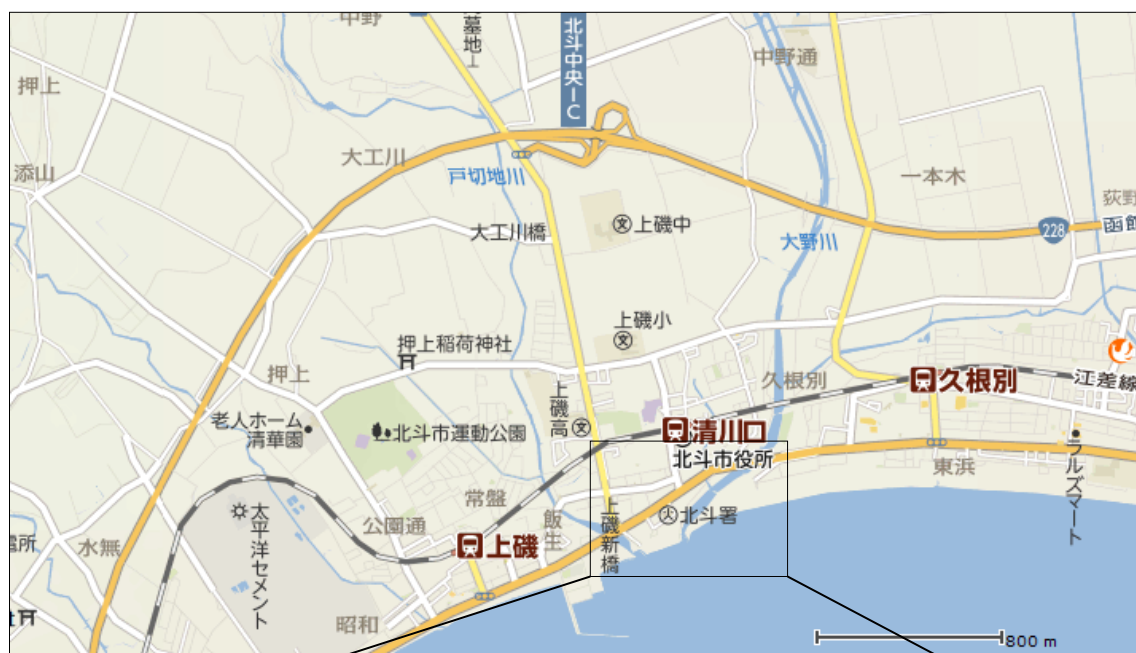 中野
墓地
北斗中央IC
中野通
押上
大工川
添山
戸切地川
一本木
荻野
大工川橋
上磯中
大野川
228
函館
上磯小
押上稲荷神社
押上
久根別
久根別
江差線
上磯高
老人ホーム
清華園
北斗市運動公園
清川口
北斗市役所
東浜
ラルズマート
常盤
飯生
上磯新橋
北斗署
公園通
太平洋セメント
水無
上磯
昭和
800 m